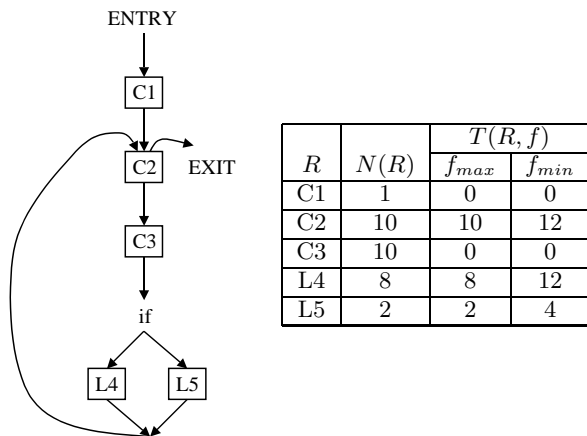 ENTRY
C1
C2
EXIT
C3
if
L4 L5
T(R, f)
R N(R) f_max f_min
C1 1 0 0
C2 10 10 12
C3 10 0 0
L4 8 8 12
L5 2 2 4